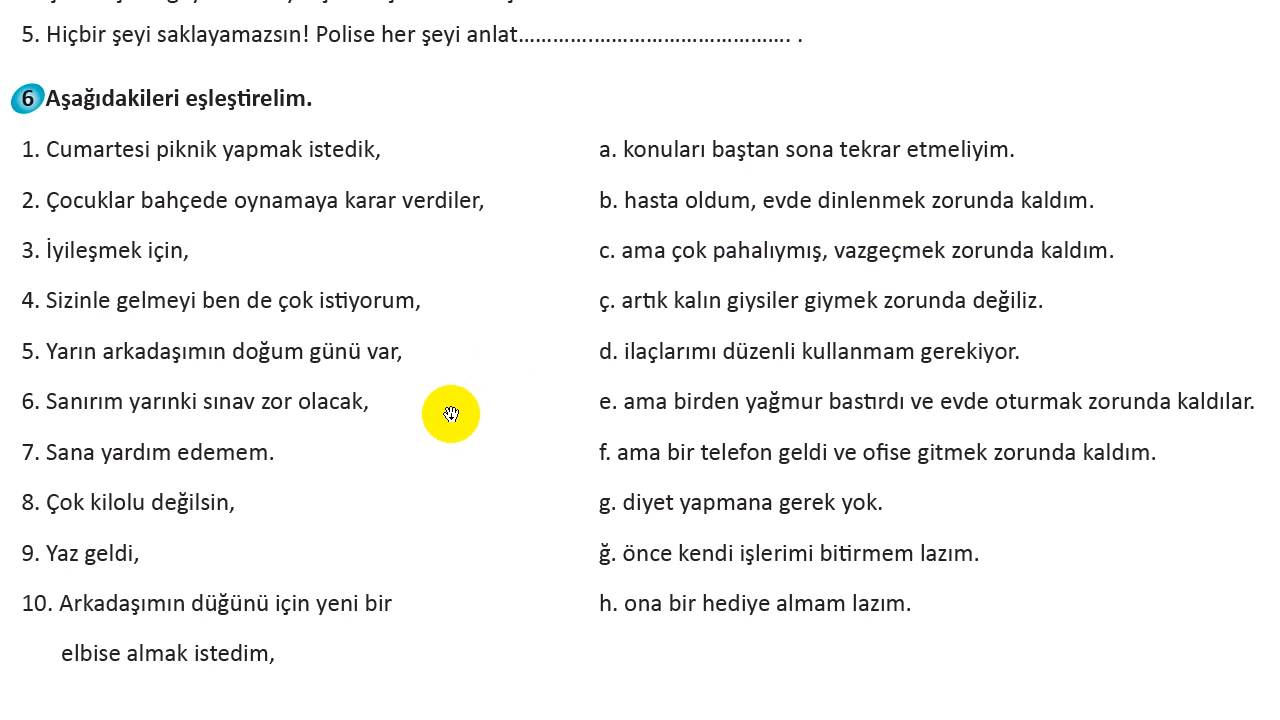 5. Hiçbir şeyi saklayamazsın! Polise her şeyi anlat………….……………………………. .
6 Aşağıdakileri eşleştirelim.
1. Cumartesi piknik yapmak istedik,
a. konuları baştan sona tekrar etmeliyim.
2. Çocuklar bahçede oynamaya karar verdiler,
b. hasta oldum, evde dinlenmek zorunda kaldım.
3. İyileşmek için,
c. ama çok pahalıymış, vazgeçmek zorunda kaldım.
4. Sizinle gelmeyi ben de çok istiyorum,
ç. artık kalın giysiler giymek zorunda değiliz.
5. Yarın arkadaşımın doğum günü var,
d. ilaçlarımı düzenli kullanmam gerekiyor.
6. Sanırım yarınki sınav zor olacak,
e. ama birden yağmur bastırdı ve evde oturmak zorunda kaldılar.
7. Sana yardım edemem.
f. ama bir telefon geldi ve ofise gitmek zorunda kaldım.
8. Çok kilolu değilsin,
g. diyet yapmana gerek yok.
9. Yaz geldi,
ğ. önce kendi işlerimi bitirmem lazım.
10. Arkadaşımın düğünü için yeni bir
h. ona bir hediye almam lazım.
elbise almak istedim,